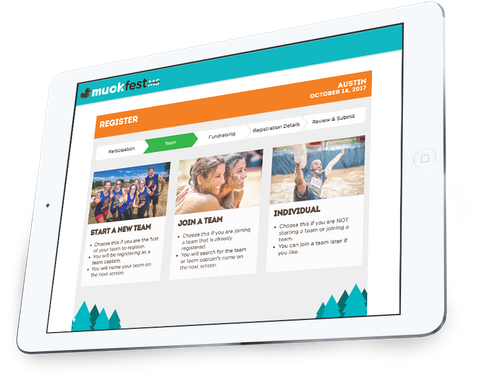 muckfest MS
REGISTER
AUSTIN
OCTOBER 14, 2017
Participation
Team
Fundraising
Registration Details
Review & Submit
START A NEW TEAM
• Choose this if you are the first
of your team to register.
• You will be registering as a
team captain.
• You will name your team on
the next screen.
JOIN A TEAM
• Choose this if you are joining
a team that is already
registered.
• You will search for the team
or team captain's name on
the next screen.
INDIVIDUAL
• Choose this if you are NOT
starting a team or joining a
team.
• You can join a team later if
you like.